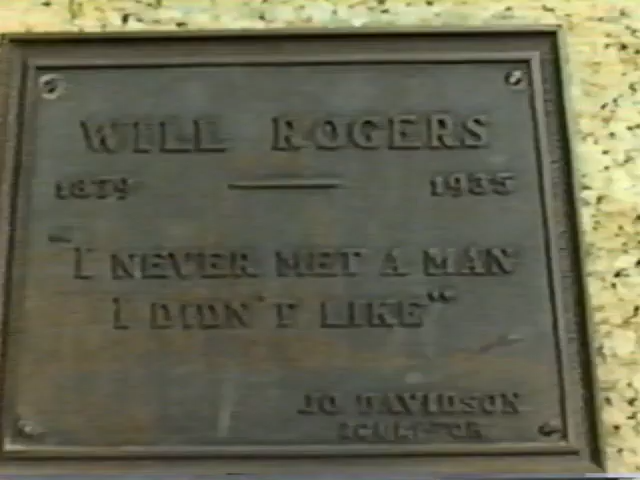 WILL ROGERS
1879 1935
"I NEVER MET A MAN
I DIDN'T LIKE"
JO DAVIDSON
SCULPTOR